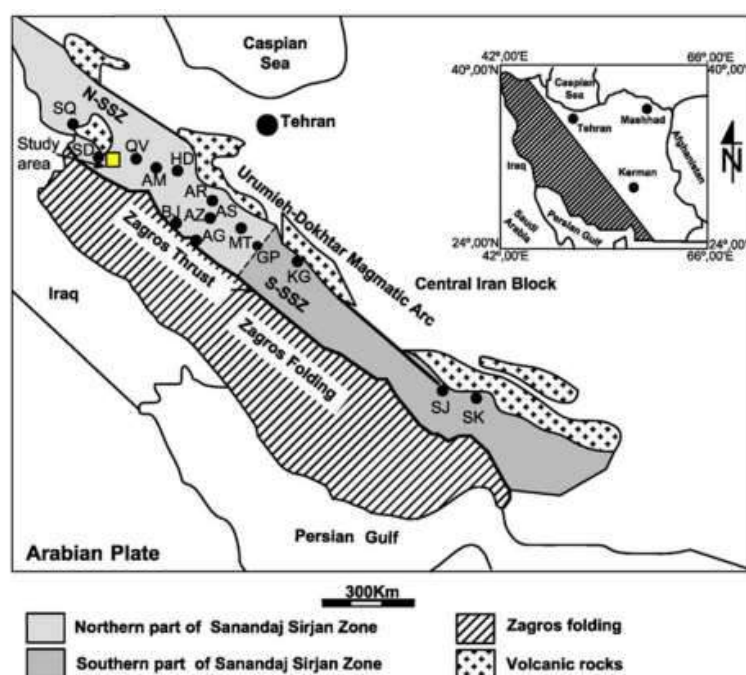 Caspian
Sea
Tehran
N-SSZ
SQ
SD
Study
area
QV
AM
HD
AR
AS
AZ
BJ
AG
MT
GP
KG
S-SSZ
SJ
SK
Urumieh-Dokhtar Magmatic Arc
Central Iran Block
Zagros Thrust
Zagros Folding
Iraq
Persian Gulf
Arabian Plate
42°,00'E
66°,00'E
40°,00'N
40°,00'N
Caspian
Sea
Tehran
Mashhad
Afghanistan
Kerman
Iraq
Saudi
Arabia
Persian Gulf
24°,00'N
24°,00'N
42°,00'E
66°,00'E
N
300Km
Northern part of Sanandaj Sirjan Zone
Zagros folding
Southern part of Sanandaj Sirjan Zone
Volcanic rocks